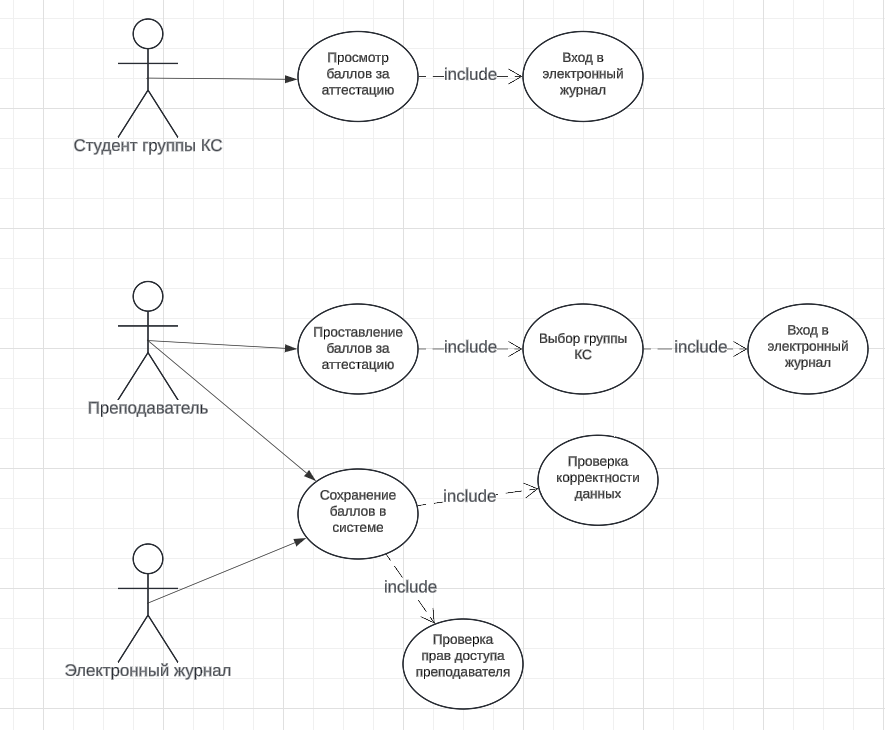 Просмотр
баллов за
аттестацию
include
Вход в
электронный
журнал
Студент группы КС
Проставление
баллов за
аттестацию
include
Выбор группы
КС
include
Вход в
электронный
журнал
Преподаватель
Сохранение
баллов в
системе
include
Проверка
корректности
данных
include
Проверка
прав доступа
преподавателя
Электронный журнал